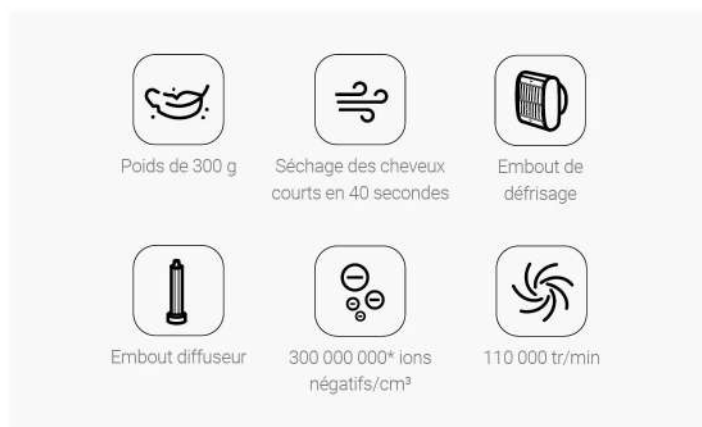 Poids de 300 g
Séchage des cheveux
courts en 40 secondes
Embout de
défrisage
Embout diffuseur
300 000 000* ions
négatifs/cm³
110 000 tr/min